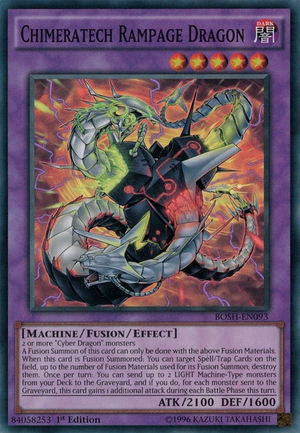 CHIMERATECH RAMPAGE DRAGON
DARK
闇
BOSH-EN093
[MACHINE/FUSION/EFFECT]
2 or more "Cyber Dragon" monsters
A Fusion Summon of this card can only be done with the above Fusion Materials.
When this card is Fusion Summoned: You can target Spell/Trap Cards on the
field, up to the number of Fusion Materials used for its Fusion Summon; destroy
them. Once per turn: You can send up to 2 LIGHT Machine-Type monsters
from your Deck to the Graveyard, and if you do, for each monster sent to the
Graveyard, this card gains 1 additional attack during each Battle Phase this turn.
ATK/2100 DEF/1600
84058253 1st Edition ©1996 KAZUKI TAKAHASHI